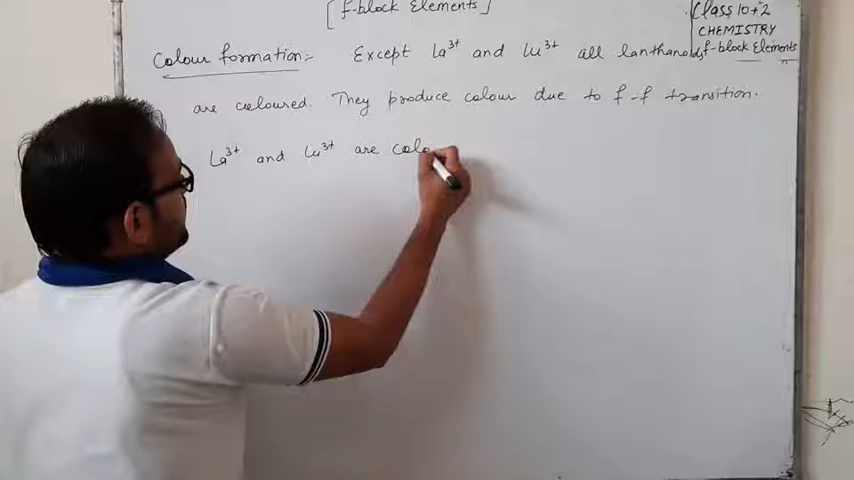 [f-block Elements]
Class 10+2
CHEMISTRY
f-block Elements
Colour formation:- Except La³⁺ and Lu³⁺ all lanthanoids
are coloured. They produce colour due to f-f transition.
La³⁺ and Lu³⁺ are colo